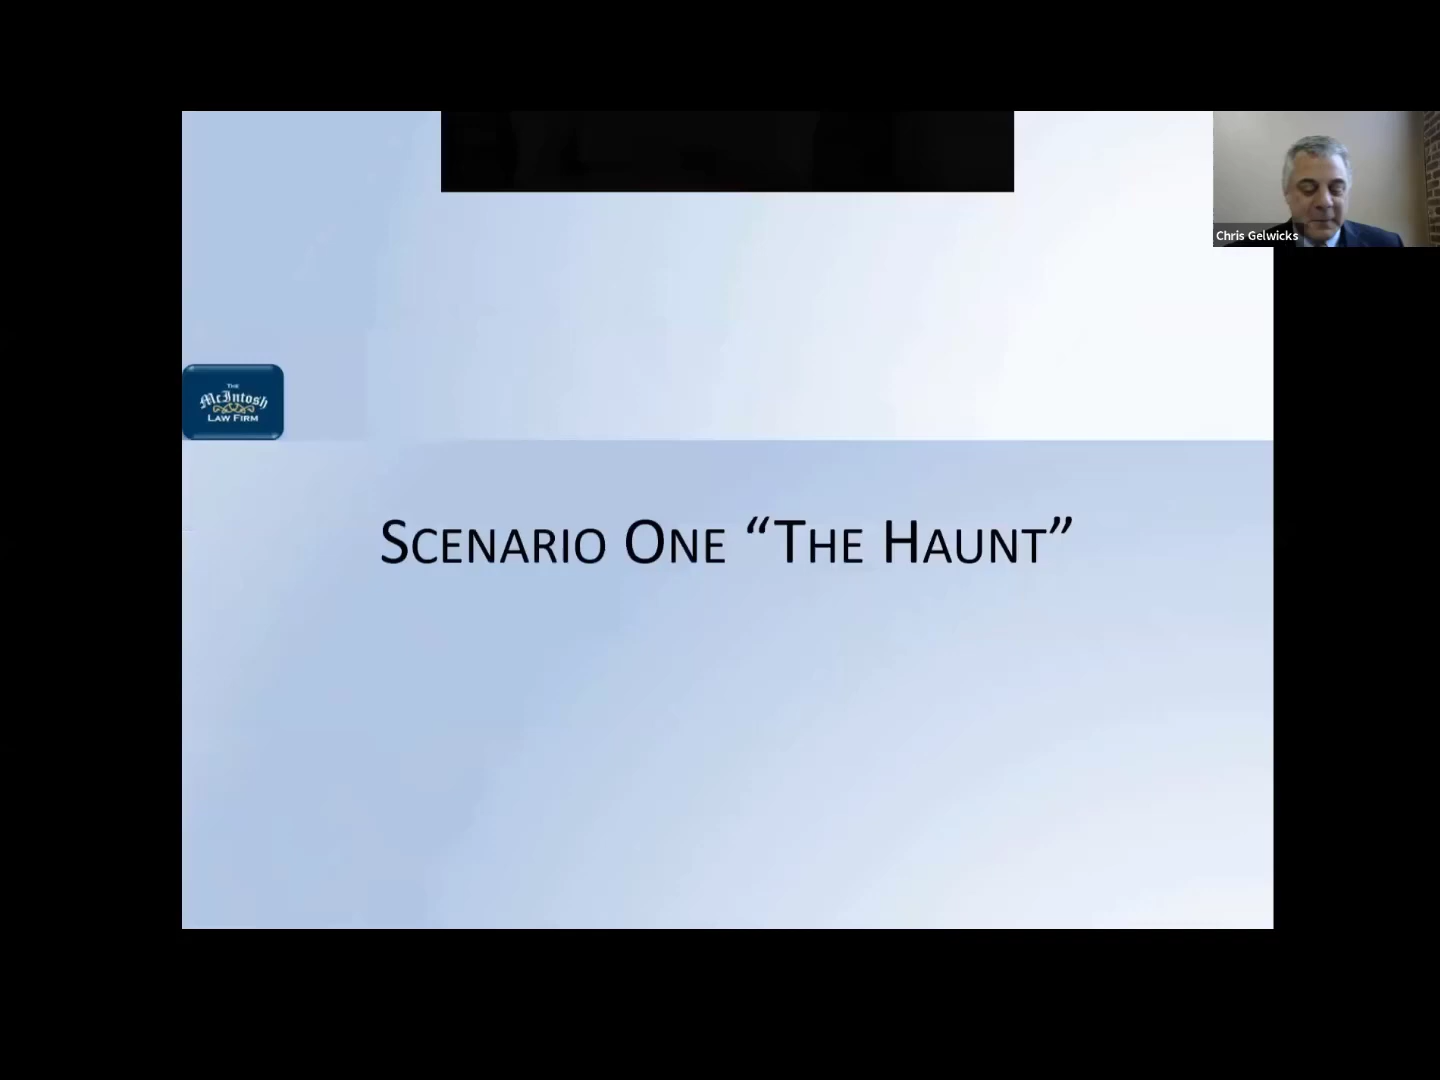 Chris Gelwicks
THE
McIntosh
LAW FIRM
SCENARIO ONE “THE HAUNT”